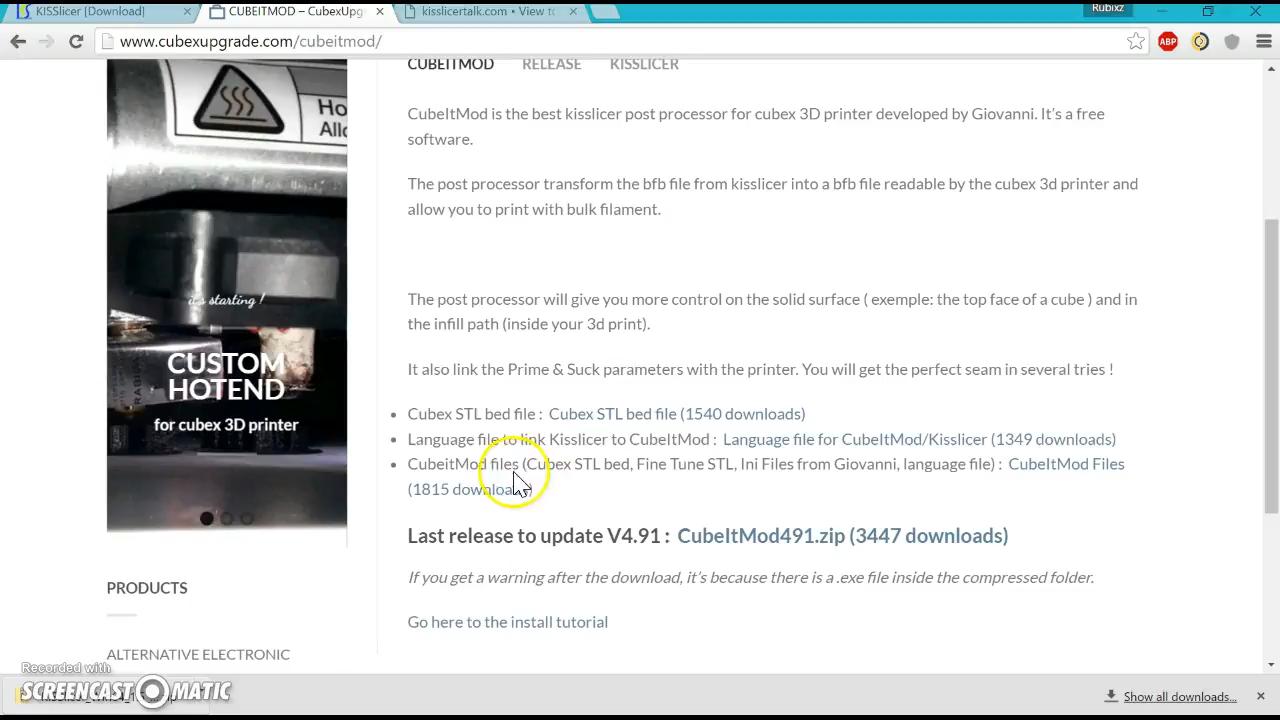 KISSlicer [Download]
CUBEITMOD – CubexUpg
kisslicertalk.com • View to
Rubixz
www.cubexupgrade.com/cubeitmod/
ABP
CUBEITMOD RELEASE KISSLICER
CubeItMod is the best kisslicer post processor for cubex 3D printer developed by Giovanni. It's a free
software.
The post processor transform the bfb file from kisslicer into a bfb file readable by the cubex 3d printer and
allow you to print with bulk filament.
The post processor will give you more control on the solid surface ( exemple: the top face of a cube ) and in
the infill path (inside your 3d print).
It also link the Prime & Suck parameters with the printer. You will get the perfect seam in several tries !
Cubex STL bed file : Cubex STL bed file (1540 downloads)
Language file to link Kisslicer to CubeItMod : Language file for CubeItMod/Kisslicer (1349 downloads)
CubeitMod files (Cubex STL bed, Fine Tune STL, Ini Files from Giovanni, language file) : CubeItMod Files
(1815 downloads)
Last release to update V4.91 : CubeItMod491.zip (3447 downloads)
If you get a warning after the download, it's because there is a .exe file inside the compressed folder.
Go here to the install tutorial
Ho
Allo
it's starting !
CUSTOM
HOTEND
for cubex 3D printer
PRODUCTS
ALTERNATIVE ELECTRONIC
Recorded with
SCREENCAST MATIC
Show all downloads...